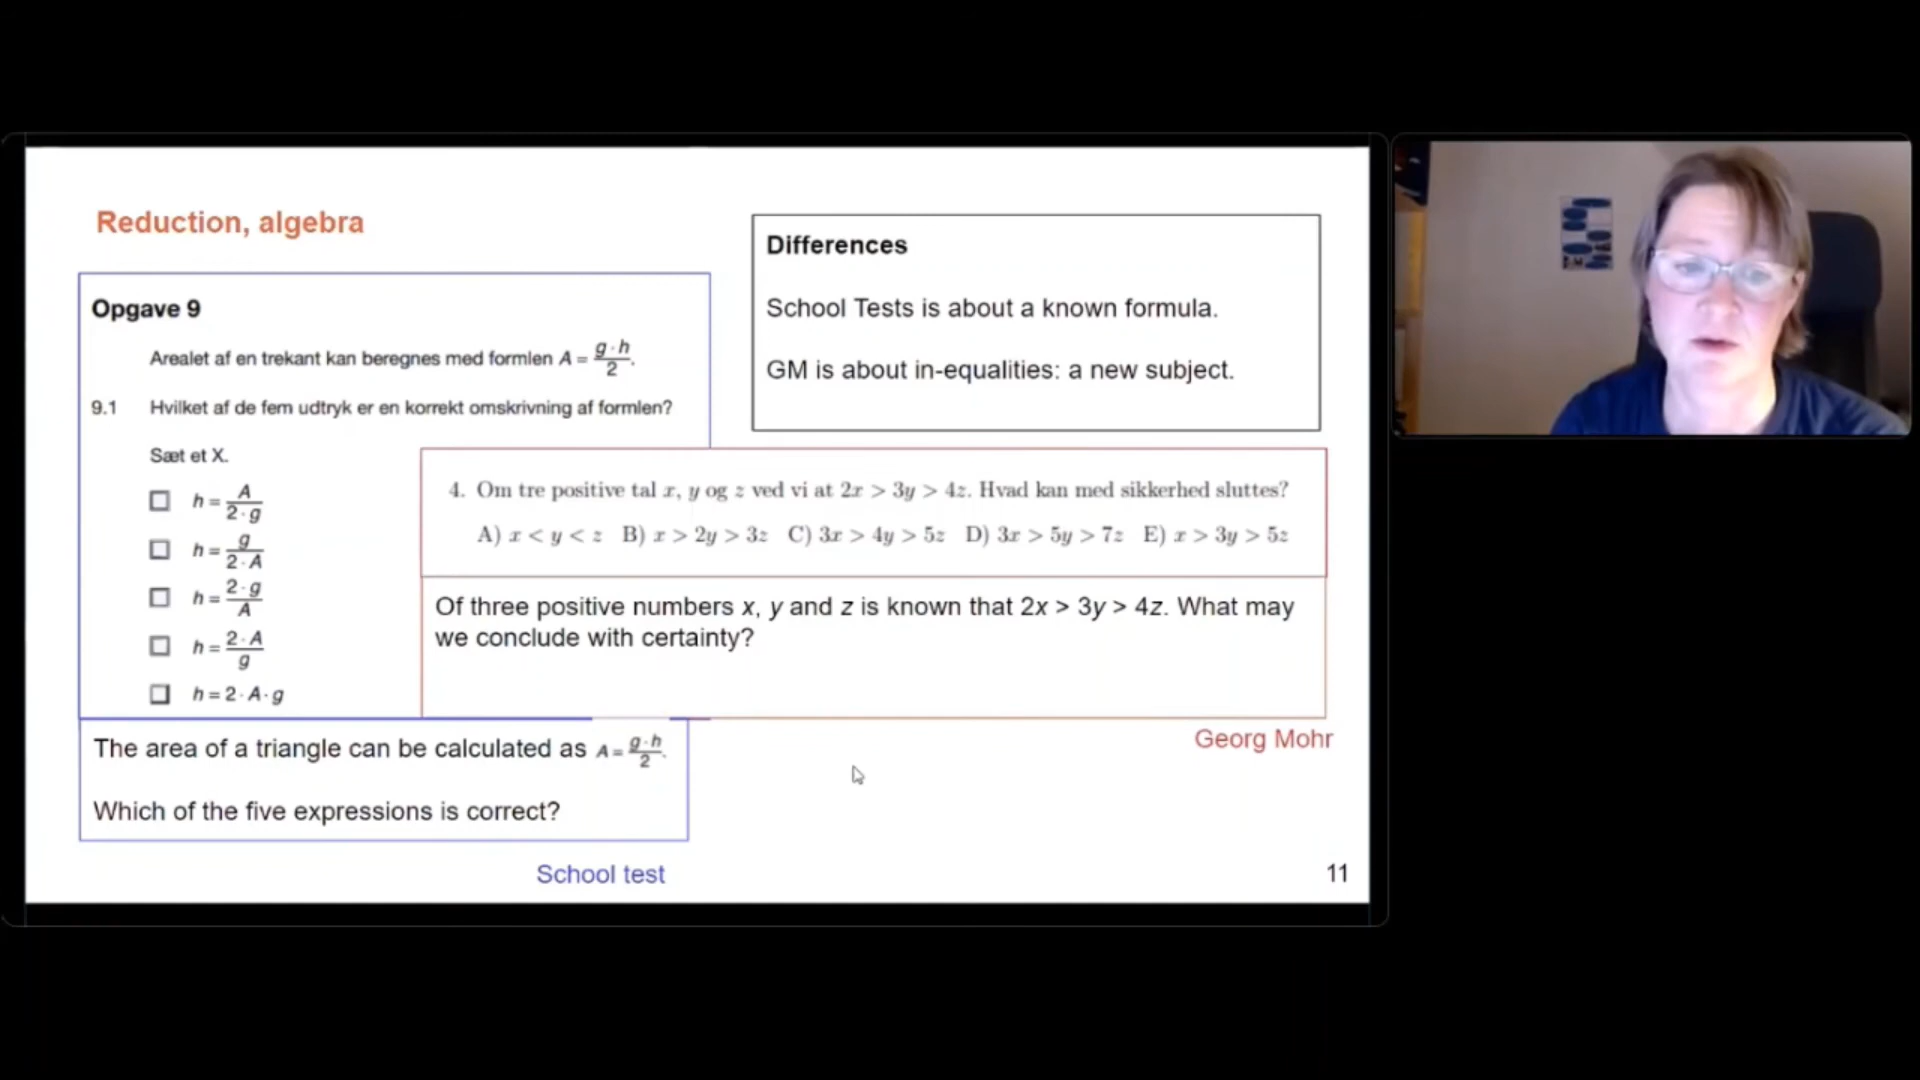 Reduction, algebra
Opgave 9
Arealet af en trekant kan beregnes med formlen A = g · h / 2.
9.1 Hvilket af de fem udtryk er en korrekt omskrivning af formlen?
Sæt et X.
h = A / 2 · g
h = g / 2 · A
h = 2 · g / A
h = 2 · A / g
h = 2 · A · g
The area of a triangle can be calculated as A = g · h / 2.
Which of the five expressions is correct?
School test
Differences
School Tests is about a known formula.
GM is about in-equalities: a new subject.
4. Om tre positive tal x, y og z ved vi at 2x > 3y > 4z. Hvad kan med sikkerhed sluttes?
A) x < y < z B) x > 2y > 3z C) 3x > 4y > 5z D) 3x > 5y > 7z E) x > 3y > 5z
Of three positive numbers x, y and z is known that 2x > 3y > 4z. What may
we conclude with certainty?
Georg Mohr
11